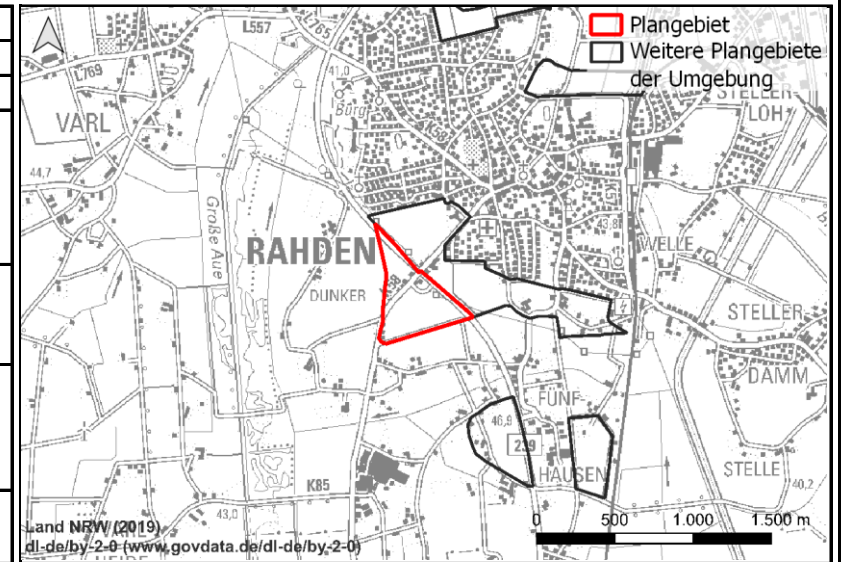 Plangebiet
Weitere Plangebiete
der Umgebung
L557
L765
L769
41,0
Burg
VARL
STELLER-
LOH
44,7
Große Aue
43,8
WELLE
RAHDEN
DUNKER
STELLER
DAMM
FÜNF-
46,9
239
HAUSEN
STELLE
K85
43,0
40,2
Land NRW (2019)
dl-de/by-2-0 (www.govdata.de/dl-de/by-2-0)
0 500 1.000 1.500 m